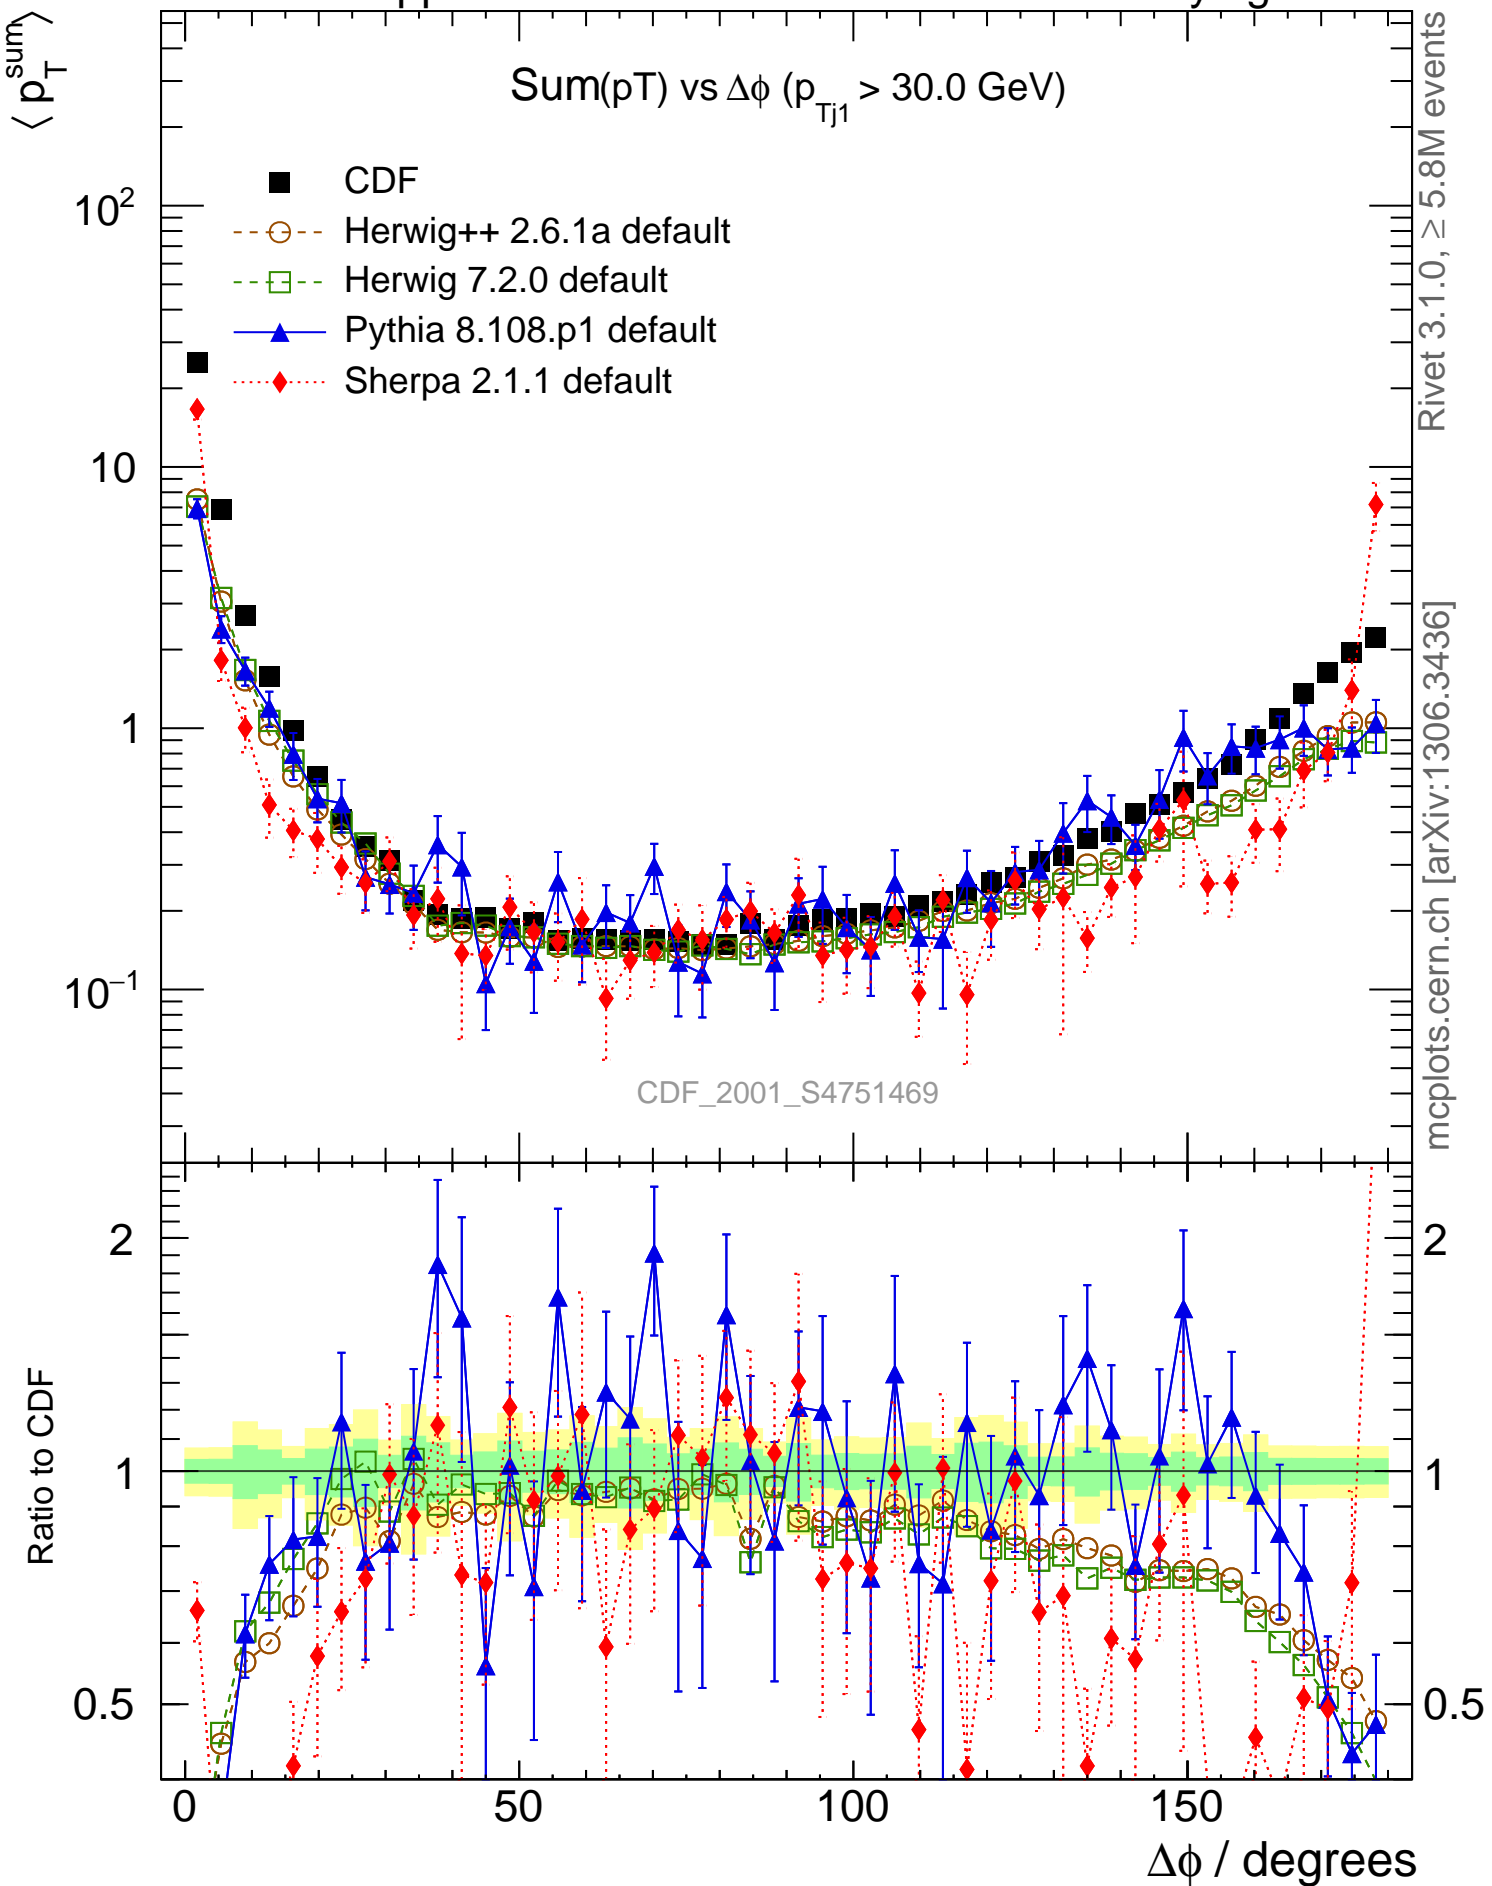 ⟨ p_T^sum ⟩
Sum(pT) vs Δϕ (p_Tj1 > 30.0 GeV)
CDF
Herwig++ 2.6.1a default
Herwig 7.2.0 default
Pythia 8.108.p1 default
Sherpa 2.1.1 default
10^2
10
1
10^−1
CDF_2001_S4751469
Rivet 3.1.0, ≥ 5.8M events
mcplots.cern.ch [arXiv:1306.3436]
Ratio to CDF
2
1
0.5
2
1
0.5
0 50 100 150
Δϕ / degrees